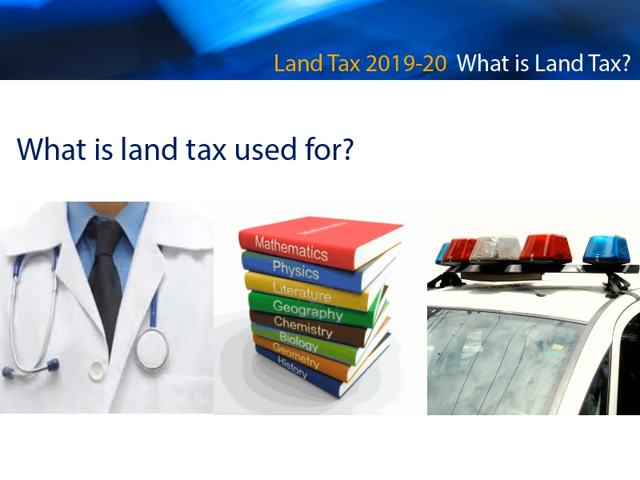 Land Tax 2019-20 What is Land Tax?
What is land tax used for?
Mathematics
Mathematics
Physics
Literature
Geography
Chemistry
Biology
Geometry
History